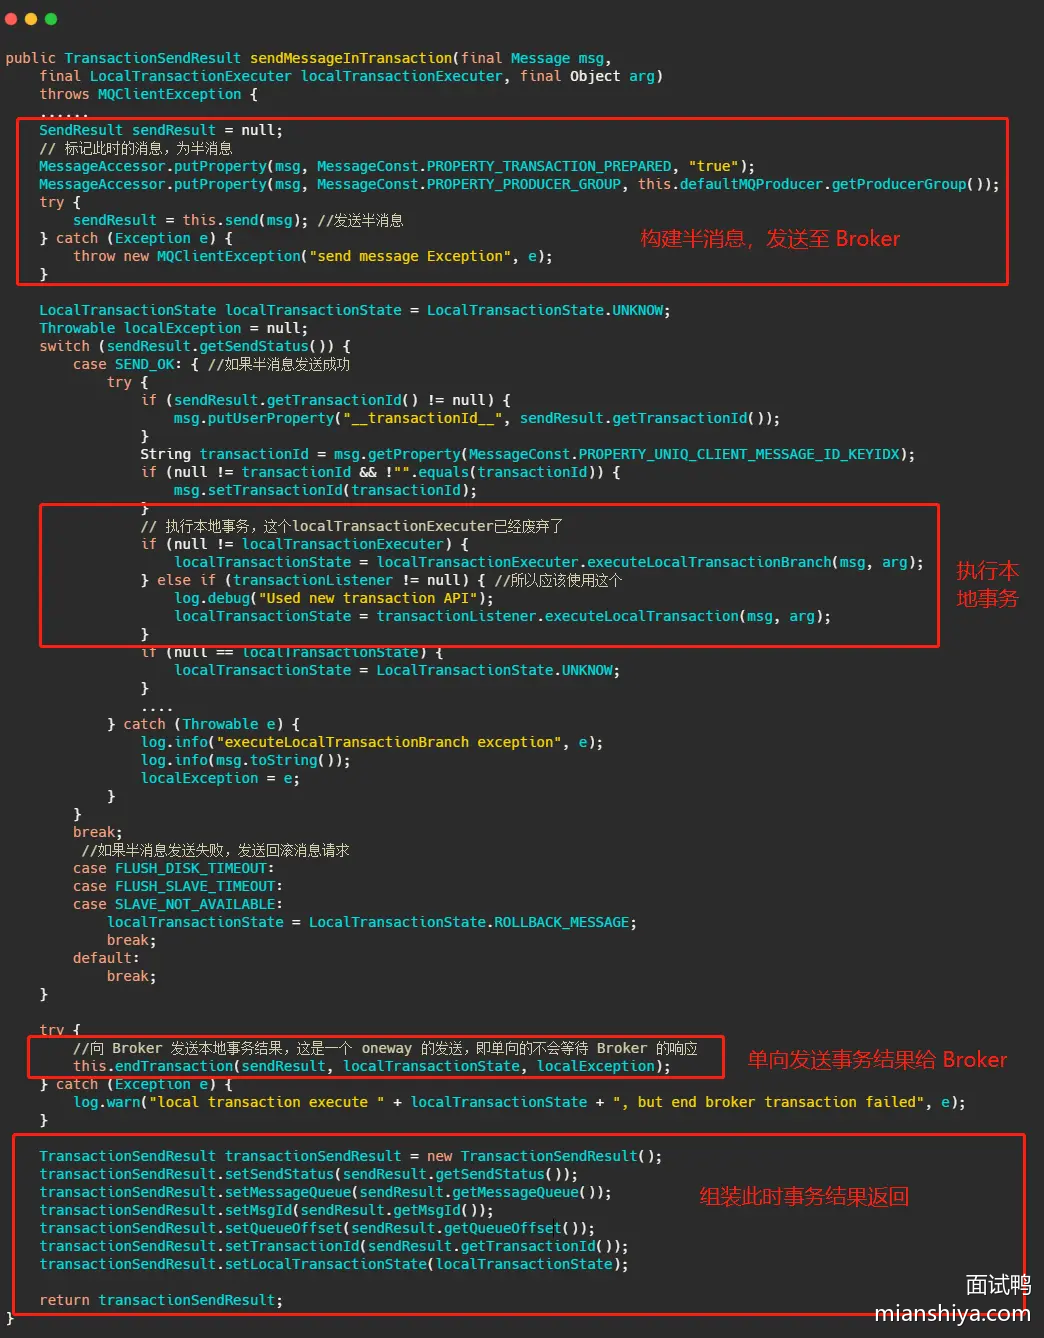 public TransactionSendResult sendMessageInTransaction(final Message msg,
    final LocalTransactionExecuter localTransactionExecuter, final Object arg)
    throws MQClientException {
    ......
    SendResult sendResult = null;
    // 标记此时的消息，为半消息
    MessageAccessor.putProperty(msg, MessageConst.PROPERTY_TRANSACTION_PREPARED, "true");
    MessageAccessor.putProperty(msg, MessageConst.PROPERTY_PRODUCER_GROUP, this.defaultMQProducer.getProducerGroup());
    try {
        sendResult = this.send(msg); //发送半消息
    } catch (Exception e) {
构建半消息，发送至 Broker
        throw new MQClientException("send message Exception", e);
    }
    LocalTransactionState localTransactionState = LocalTransactionState.UNKNOW;
    Throwable localException = null;
    switch (sendResult.getSendStatus()) {
        case SEND_OK: { //如果半消息发送成功
            try {
                if (sendResult.getTransactionId() != null) {
                    msg.putUserProperty("__transactionId__", sendResult.getTransactionId());
                }
                String transactionId = msg.getProperty(MessageConst.PROPERTY_UNIQ_CLIENT_MESSAGE_ID_KEYIDX);
                if (null != transactionId && !"".equals(transactionId)) {
                    msg.setTransactionId(transactionId);
                }
                // 执行本地事务，这个localTransactionExecuter已经废弃了
                if (null != localTransactionExecuter) {
                    localTransactionState = localTransactionExecuter.executeLocalTransactionBranch(msg, arg);
                } else if (transactionListener != null) { //所以应该使用这个
                    log.debug("Used new transaction API");
                    localTransactionState = transactionListener.executeLocalTransaction(msg, arg);
                }
执行本
地事务
                if (null == localTransactionState) {
                    localTransactionState = LocalTransactionState.UNKNOW;
                }
                ....
            } catch (Throwable e) {
                log.info("executeLocalTransactionBranch exception", e);
                log.info(msg.toString());
                localException = e;
            }
        }
        break;
         //如果半消息发送失败，发送回滚消息请求
        case FLUSH_DISK_TIMEOUT:
        case FLUSH_SLAVE_TIMEOUT:
        case SLAVE_NOT_AVAILABLE:
            localTransactionState = LocalTransactionState.ROLLBACK_MESSAGE;
            break;
        default:
            break;
    }
    try {
        //向 Broker 发送本地事务结果，这是一个 oneway 的发送，即单向的不会等待 Broker 的响应
        this.endTransaction(sendResult, localTransactionState, localException);
单向发送事务结果给 Broker
    } catch (Exception e) {
        log.warn("local transaction execute " + localTransactionState + ", but end broker transaction failed", e);
    }
    TransactionSendResult transactionSendResult = new TransactionSendResult();
    transactionSendResult.setSendStatus(sendResult.getSendStatus());
    transactionSendResult.setMessageQueue(sendResult.getMessageQueue());
组装此时事务结果返回
    transactionSendResult.setMsgId(sendResult.getMsgId());
    transactionSendResult.setQueueOffset(sendResult.getQueueOffset());
    transactionSendResult.setTransactionId(sendResult.getTransactionId());
    transactionSendResult.setLocalTransactionState(localTransactionState);
    return transactionSendResult;
}
面试鸭
mianshiya.com